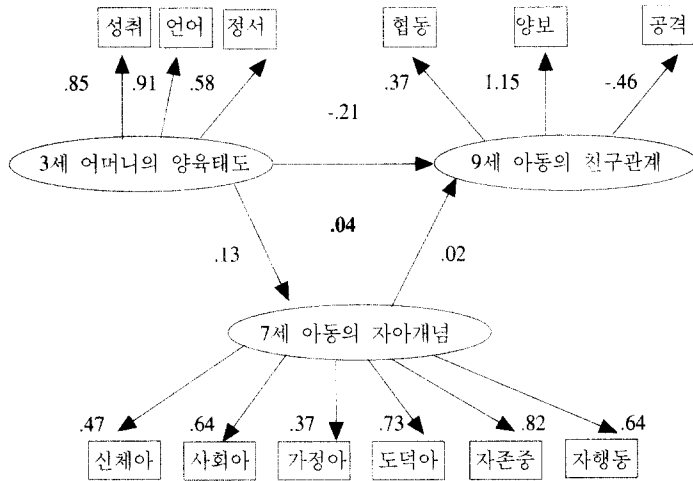 성취 언어 정서 협동 양보 공격
.85 .91 .58 .37 1.15 -.46
-.21
3세 어머니의 양육태도 9세 아동의 친구관계
.04
.13 .02
7세 아동의 자아개념
.47 .64 .37 .73 .82 .64
신체아 사회아 가정아 도덕아 자존중 자행동